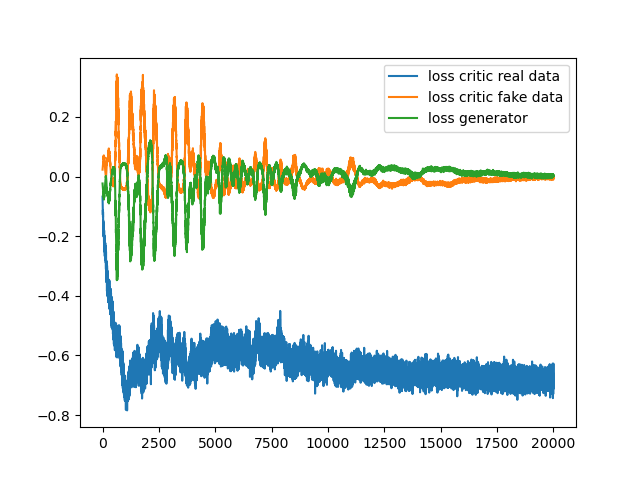 loss critic real data
loss critic fake data
loss generator
0.2
0.0
−0.2
−0.4
−0.6
−0.8
0 2500 5000 7500 10000 12500 15000 17500 20000